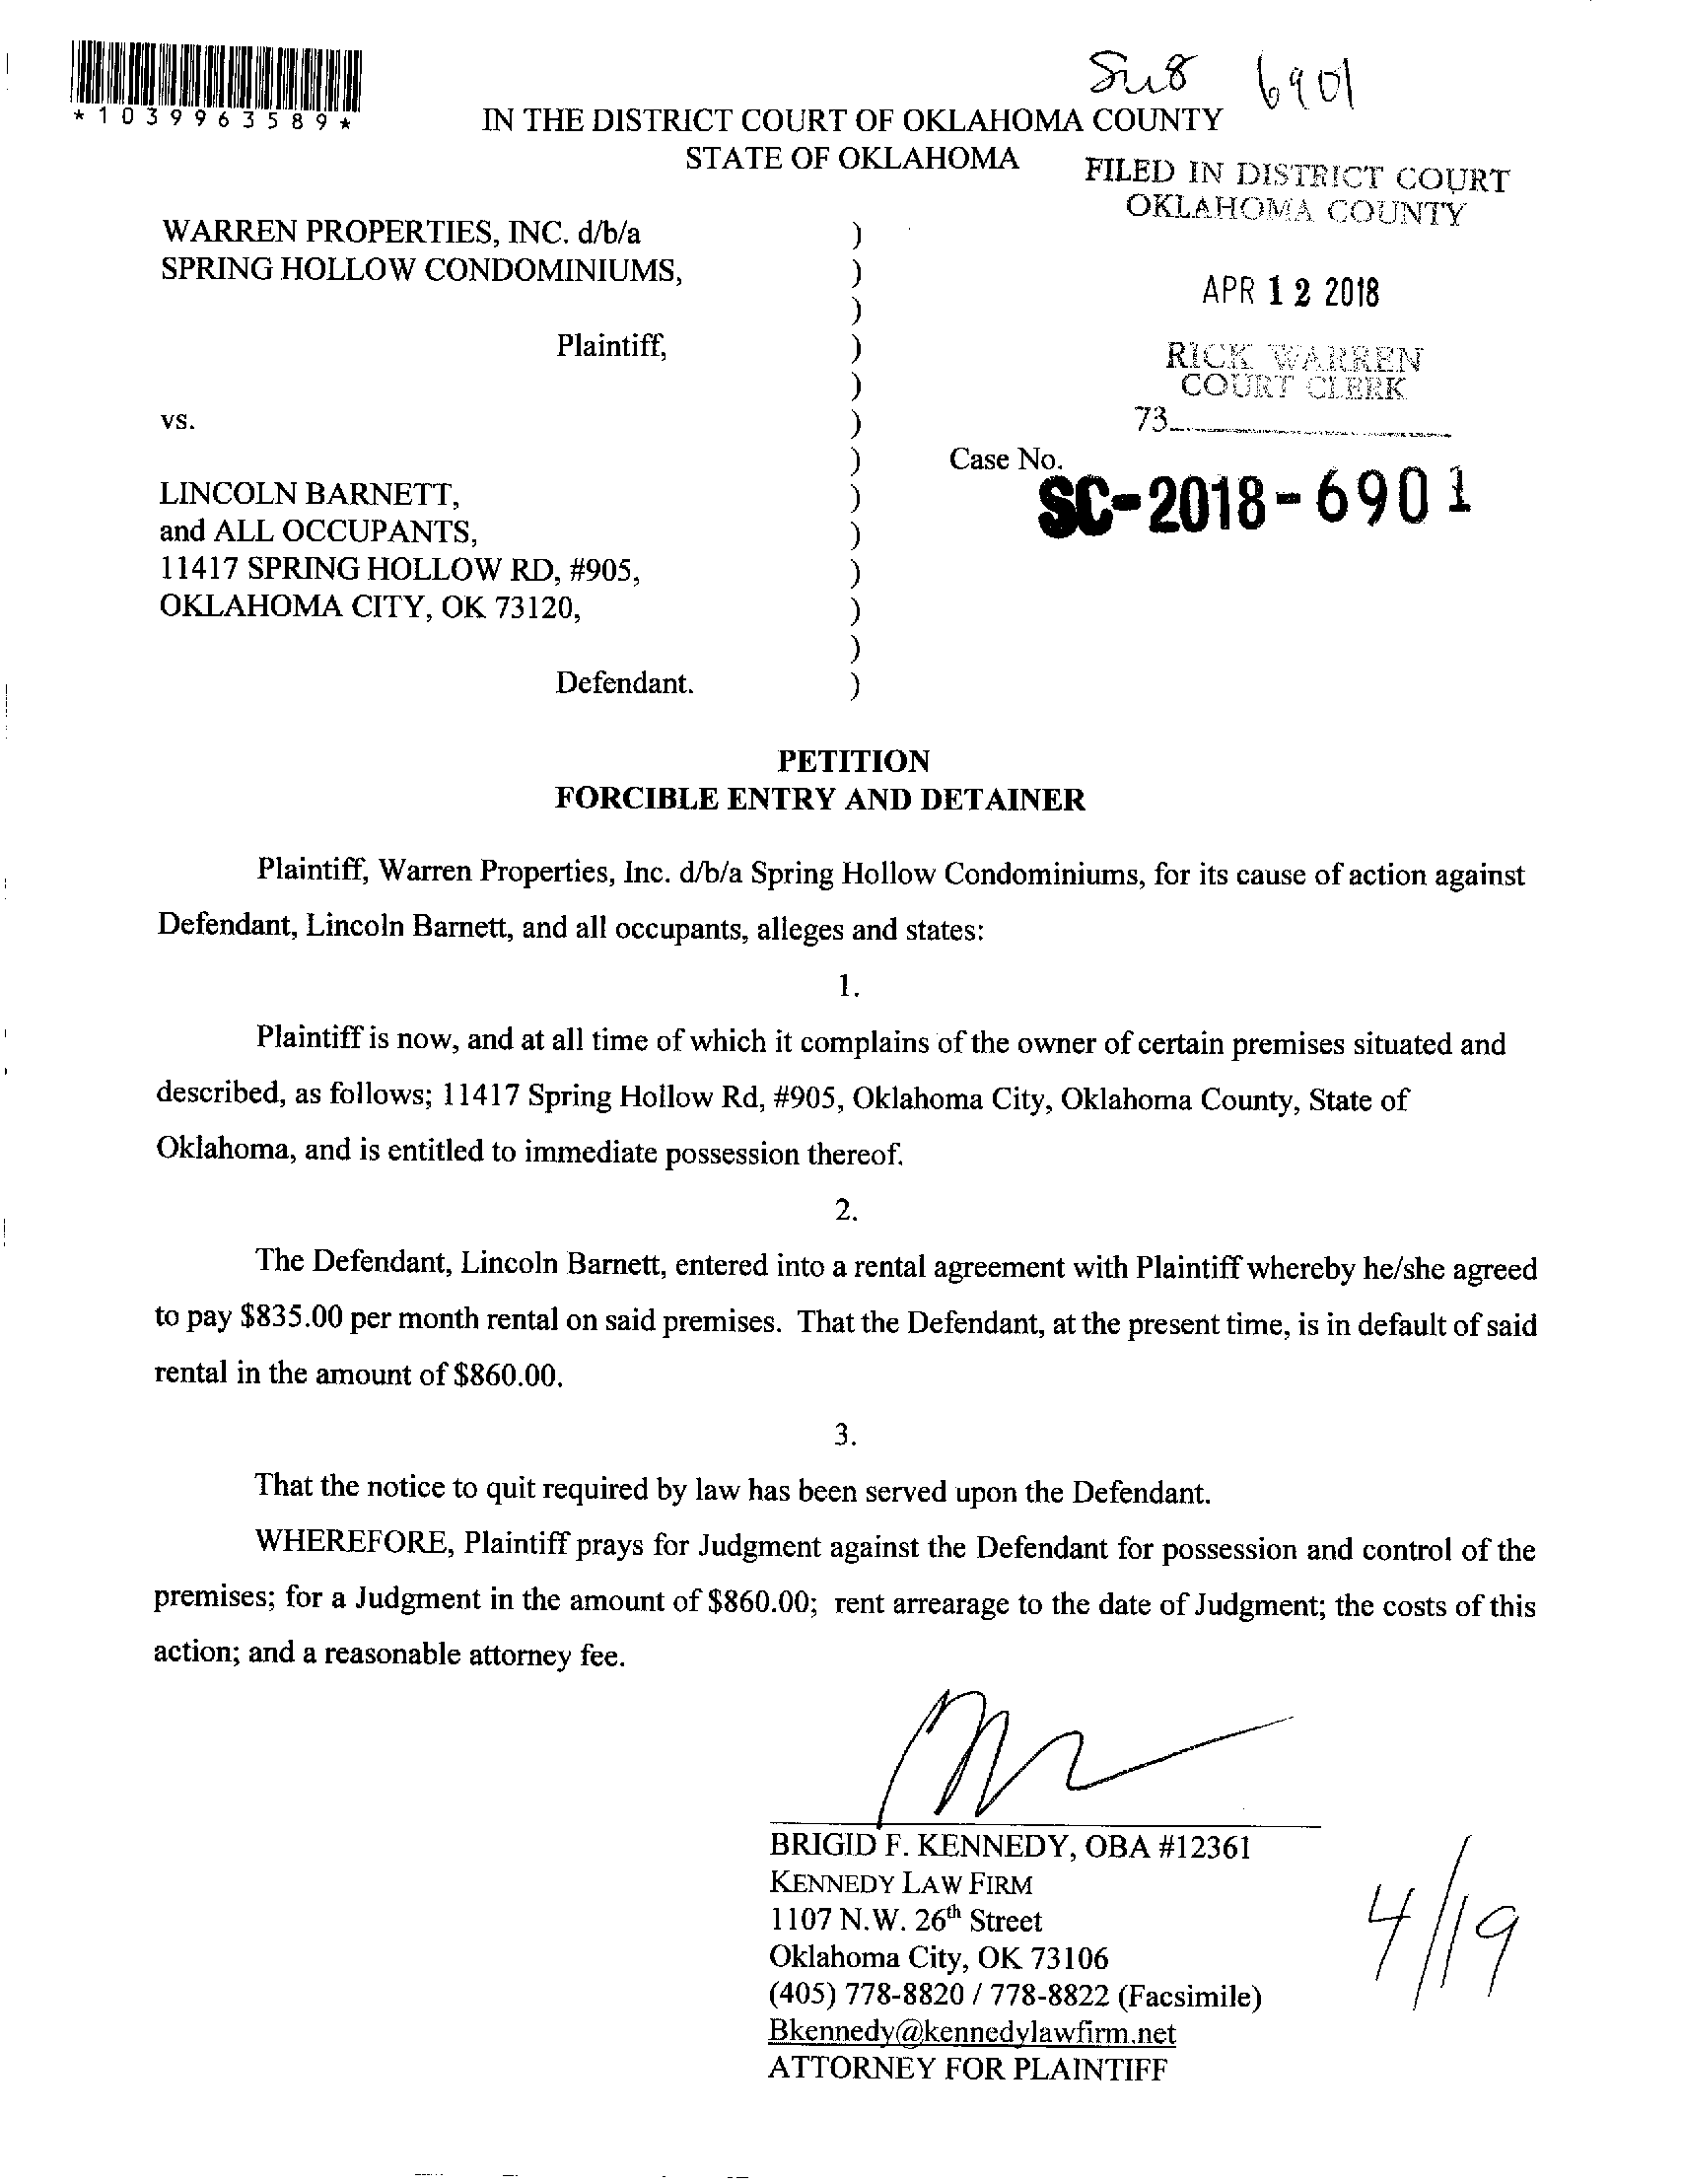 Su8 6901
*1039963589*
IN THE DISTRICT COURT OF OKLAHOMA COUNTY
STATE OF OKLAHOMA
FILED IN DISTRICT COURT
OKLAHOMA COUNTY
WARREN PROPERTIES, INC. d/b/a )
SPRING HOLLOW CONDOMINIUMS, )
)
APR 12 2018
Plaintiff, )
RICK WARREN
COURT CLERK
)
vs. )
73
)
Case No.
SC-2018-6901
LINCOLN BARNETT, )
and ALL OCCUPANTS, )
11417 SPRING HOLLOW RD, #905, )
OKLAHOMA CITY, OK 73120, )
)
Defendant. )
PETITION
FORCIBLE ENTRY AND DETAINER
Plaintiff, Warren Properties, Inc. d/b/a Spring Hollow Condominiums, for its cause of action against
Defendant, Lincoln Barnett, and all occupants, alleges and states:
1.
Plaintiff is now, and at all time of which it complains of the owner of certain premises situated and
described, as follows; 11417 Spring Hollow Rd, #905, Oklahoma City, Oklahoma County, State of
Oklahoma, and is entitled to immediate possession thereof.
2.
The Defendant, Lincoln Barnett, entered into a rental agreement with Plaintiff whereby he/she agreed
to pay $835.00 per month rental on said premises. That the Defendant, at the present time, is in default of said
rental in the amount of $860.00.
3.
That the notice to quit required by law has been served upon the Defendant.
WHEREFORE, Plaintiff prays for Judgment against the Defendant for possession and control of the
premises; for a Judgment in the amount of $860.00; rent arrearage to the date of Judgment; the costs of this
action; and a reasonable attorney fee.
BRIGID F. KENNEDY, OBA #12361
KENNEDY LAW FIRM
1107 N.W. 26th Street
Oklahoma City, OK 73106
(405) 778-8820 / 778-8822 (Facsimile)
Bkennedy@kennedylawfirm.net
ATTORNEY FOR PLAINTIFF
4/19